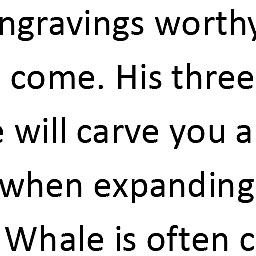 ngravings worthy
come. His three
e will carve you a
when expanding
Whale is often c